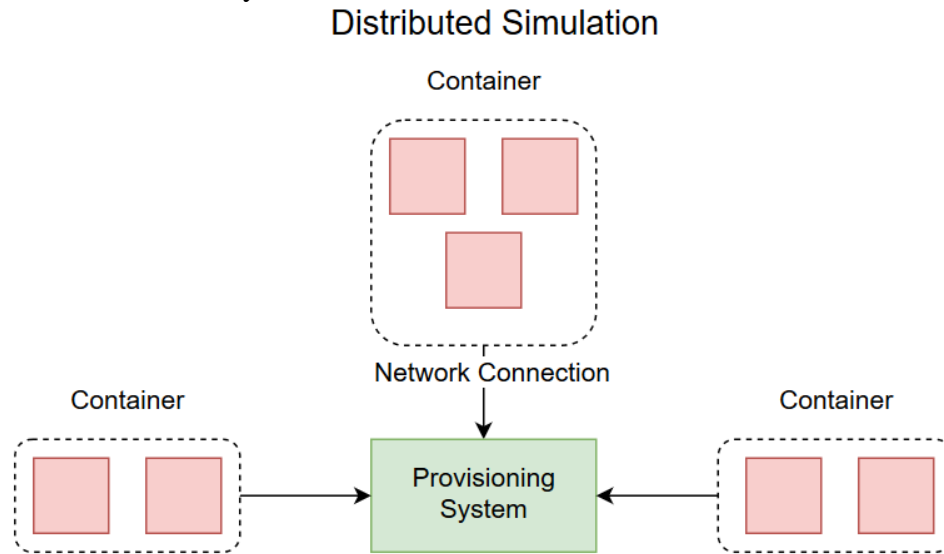 Distributed Simulation
Container
Network Connection
Container
Container
Provisioning
System